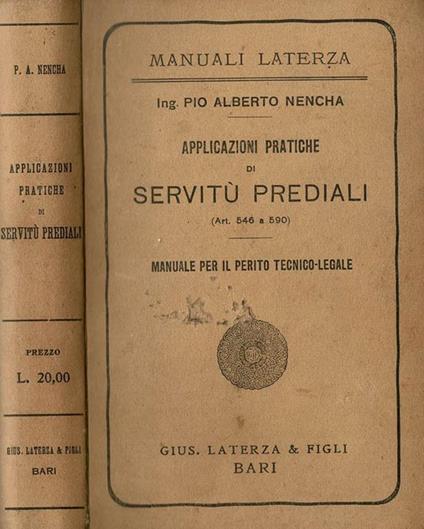 P. A. NENCHA
APPLICAZIONI
PRATICHE
DI
SERVITÙ PREDIALI
PREZZO
L. 20,00
GIUS. LATERZA & FIGLI
BARI
MANUALI LATERZA
Ing. PIO ALBERTO NENCHA
APPLICAZIONI PRATICHE
DI
SERVITÙ PREDIALI
(Art. 546 a 590)
MANUALE PER IL PERITO TECNICO-LEGALE
GIUS. LATERZA & FIGLI
BARI